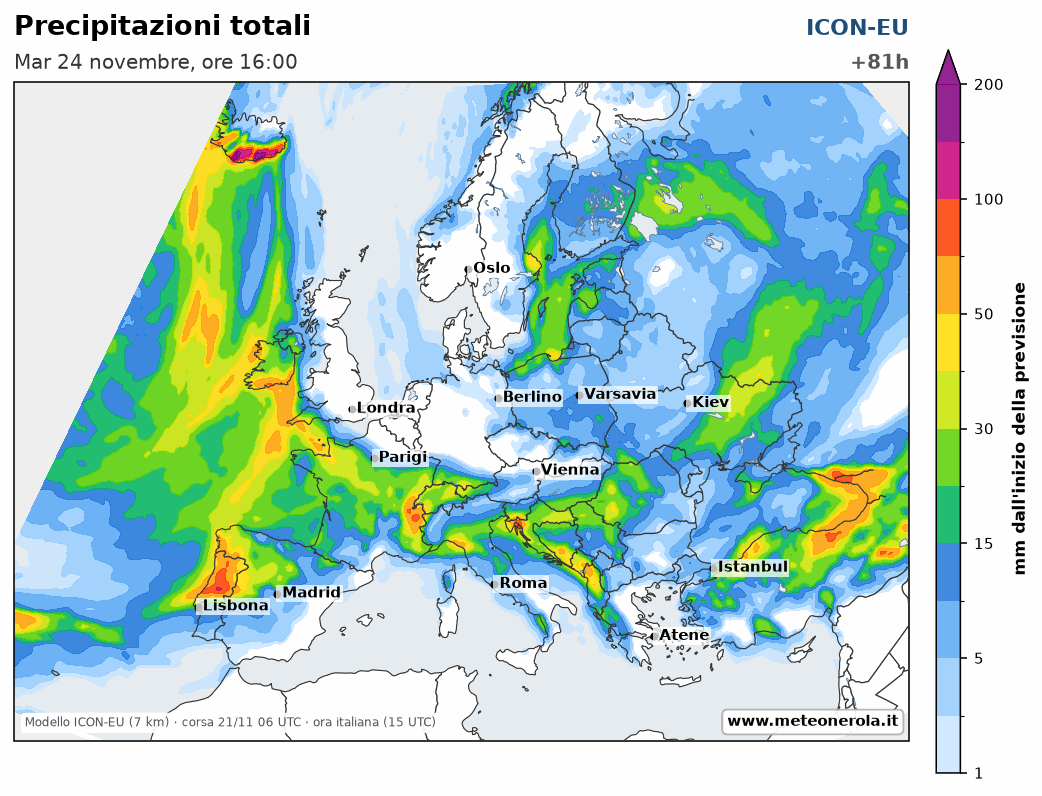 Precipitazioni totali
ICON-EU
Mar 24 novembre, ore 16:00
+81h
200
100
50
30
15
5
1
mm dall'inizio della previsione
Oslo
Londra
Berlino
Varsavia
Kiev
Parigi
Vienna
Istanbul
Roma
Madrid
Lisbona
Atene
Modello ICON-EU (7 km) · corsa 21/11 06 UTC · ora italiana (15 UTC)
www.meteonerola.it